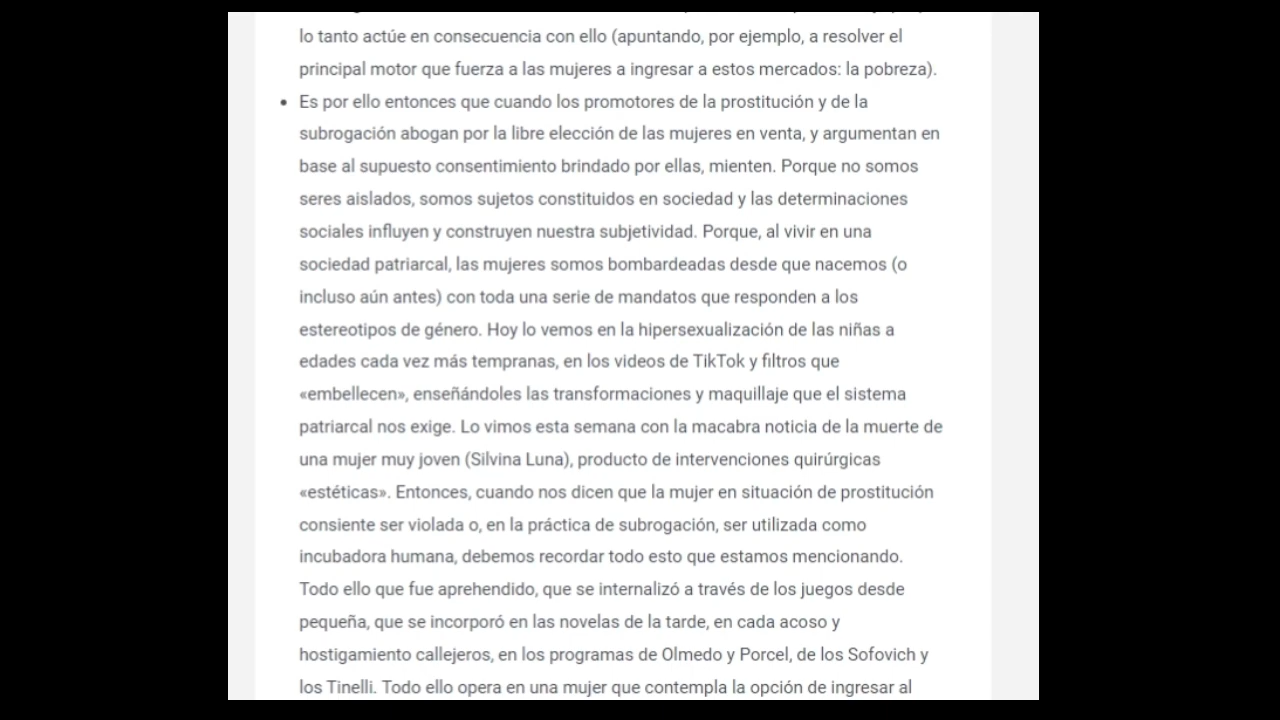 lo tanto actúe en consecuencia con ello (apuntando, por ejemplo, a resolver el
principal motor que fuerza a las mujeres a ingresar a estos mercados: la pobreza).
• Es por ello entonces que cuando los promotores de la prostitución y de la
subrogación abogan por la libre elección de las mujeres en venta, y argumentan en
base al supuesto consentimiento brindado por ellas, mienten. Porque no somos
seres aislados, somos sujetos constituidos en sociedad y las determinaciones
sociales influyen y construyen nuestra subjetividad. Porque, al vivir en una
sociedad patriarcal, las mujeres somos bombardeadas desde que nacemos (o
incluso aún antes) con toda una serie de mandatos que responden a los
estereotipos de género. Hoy lo vemos en la hipersexualización de las niñas a
edades cada vez más tempranas, en los videos de TikTok y filtros que
«embellecen», enseñándoles las transformaciones y maquillaje que el sistema
patriarcal nos exige. Lo vimos esta semana con la macabra noticia de la muerte de
una mujer muy joven (Silvina Luna), producto de intervenciones quirúrgicas
«estéticas». Entonces, cuando nos dicen que la mujer en situación de prostitución
consiente ser violada o, en la práctica de subrogación, ser utilizada como
incubadora humana, debemos recordar todo esto que estamos mencionando.
Todo ello que fue aprehendido, que se internalizó a través de los juegos desde
pequeña, que se incorporó en las novelas de la tarde, en cada acoso y
hostigamiento callejeros, en los programas de Olmedo y Porcel, de los Sofovich y
los Tinelli. Todo ello opera en una mujer que contempla la opción de ingresar al